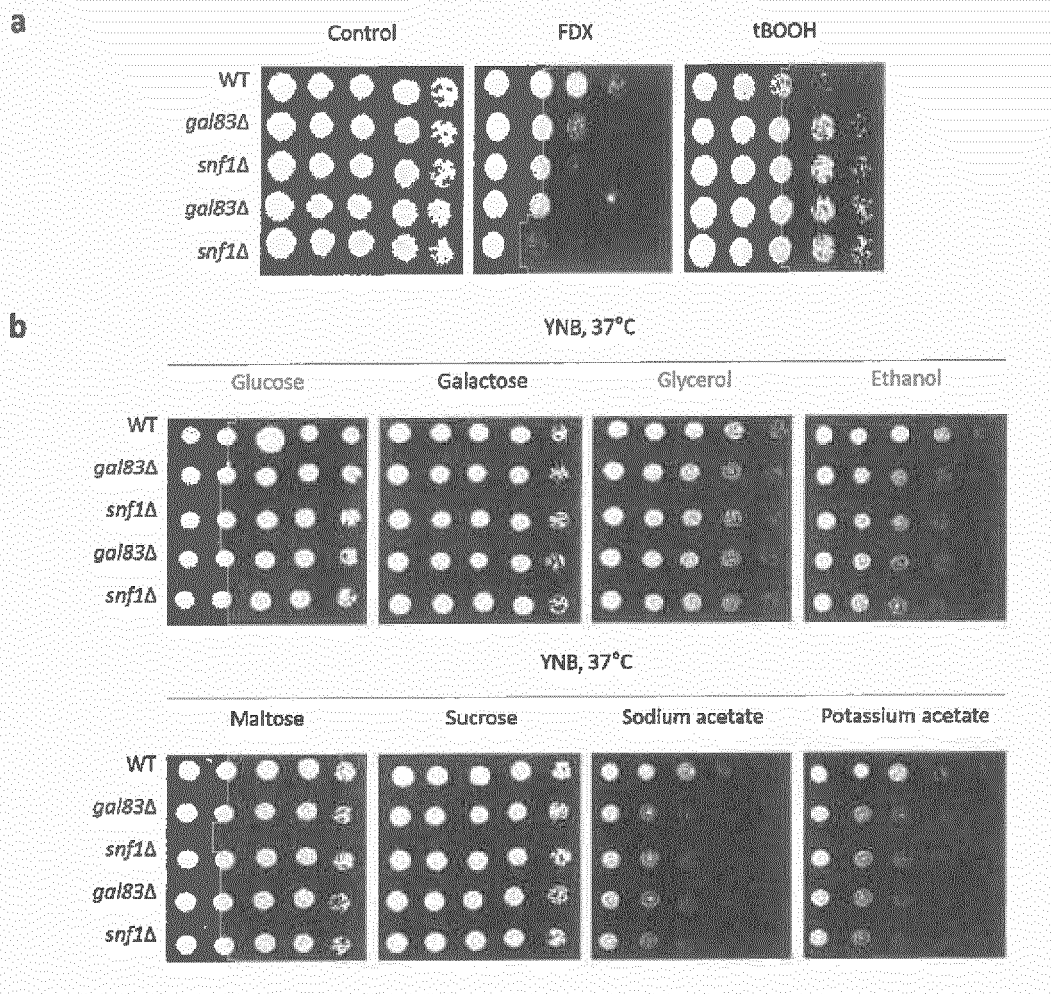 a
Control FDX tBOOH
WT
gal83Δ
snf1Δ
gal83Δ
snf1Δ
b
YNB, 37°C
Glucose Galactose Glycerol Ethanol
WT
gal83Δ
snf1Δ
gal83Δ
snf1Δ
YNB, 37°C
Maltose Sucrose Sodium acetate Potassium acetate
WT
gal83Δ
snf1Δ
gal83Δ
snf1Δ